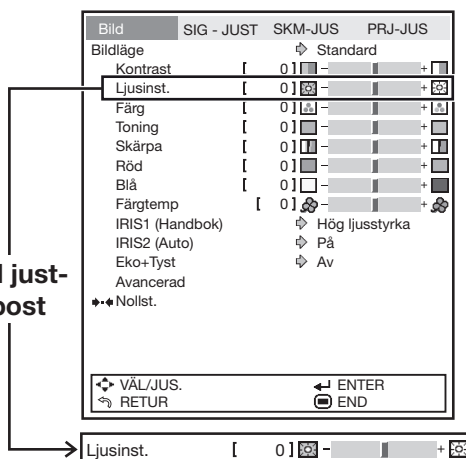 Bild SIG - JUST SKM-JUS PRJ-JUS
Bildläge Standard
Kontrast [ 0 ] - +
Ljusinst. [ 0 ] - +
Färg [ 0 ] - +
Toning [ 0 ] - +
Skärpa [ 0 ] - +
Röd [ 0 ] - +
Blå [ 0 ] - +
Färgtemp [ 0 ] - +
IRIS1 (Handbok) Hög ljusstyrka
IRIS2 (Auto) På
Eko+Tyst Av
Avancerad
Nollst.
just-
post
VÄL/JUS. ENTER
RETUR END
Ljusinst. [ 0 ] - +